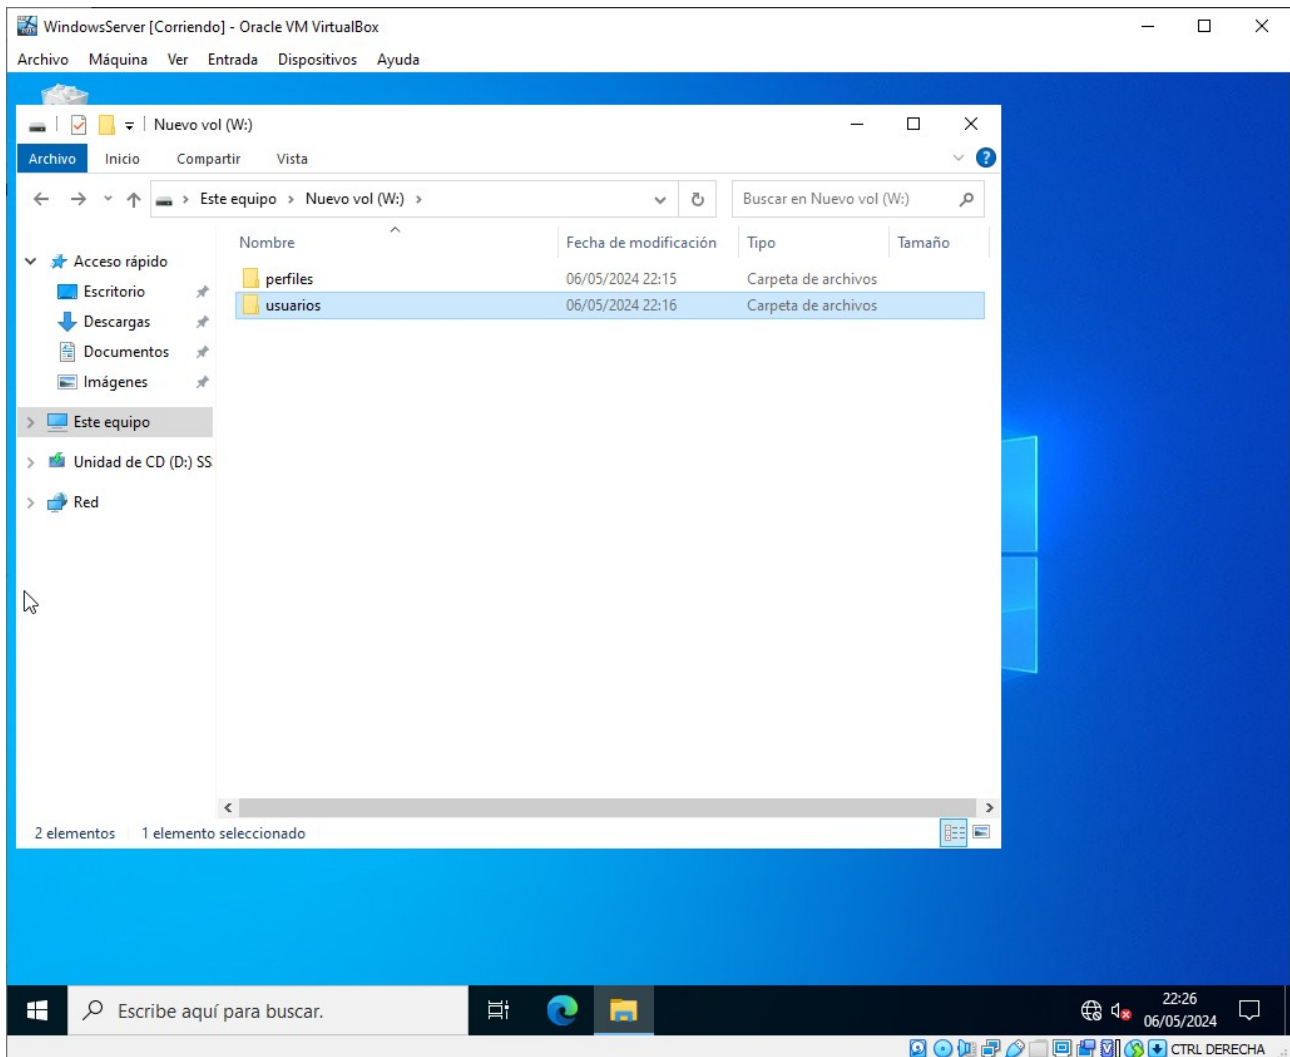 WindowsServer [Corriendo] - Oracle VM VirtualBox
Archivo Máquina Ver Entrada Dispositivos Ayuda
Nuevo vol (W:)
Archivo Inicio Compartir Vista
Este equipo Nuevo vol (W:)
Buscar en Nuevo vol (W:)
Nombre Fecha de modificación Tipo Tamaño
Acceso rápido
Escritorio
Descargas
Documentos
Imágenes
Este equipo
Unidad de CD (D:) SS
Red
perfiles 06/05/2024 22:15 Carpeta de archivos
usuarios 06/05/2024 22:16 Carpeta de archivos
2 elementos 1 elemento seleccionado
Escribe aquí para buscar.
22:26
06/05/2024
CTRL DERECHA